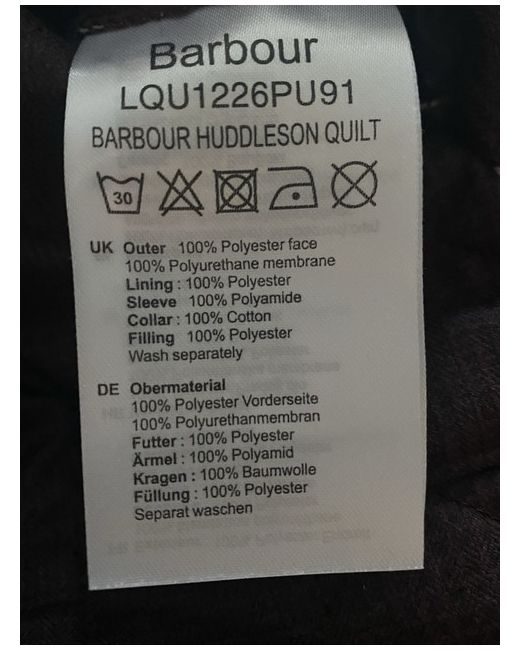 Barbour
LQU1226PU91
BARBOUR HUDDLESON QUILT
30
UK Outer 100% Polyester face
100% Polyurethane membrane
Lining : 100% Polyester
Sleeve 100% Polyamide
Collar : 100% Cotton
Filling 100% Polyester
Wash separately
DE Obermaterial
100% Polyester Vorderseite
100% Polyurethanmembran
Futter : 100% Polyester
Ärmel : 100% Polyamid
Kragen : 100% Baumwolle
Füllung : 100% Polyester
Separat waschen